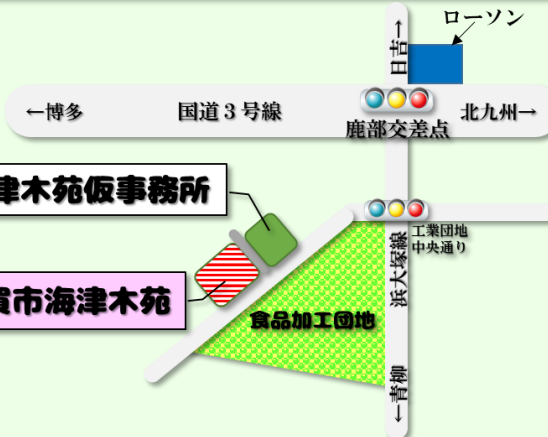 ローソン
日吉→
←博多
国道３号線
北九州→
鹿部交差点
津木苑仮事務所
工業団地
中央通り
浜大塚線
賀市海津木苑
食品加工団地
←青柳